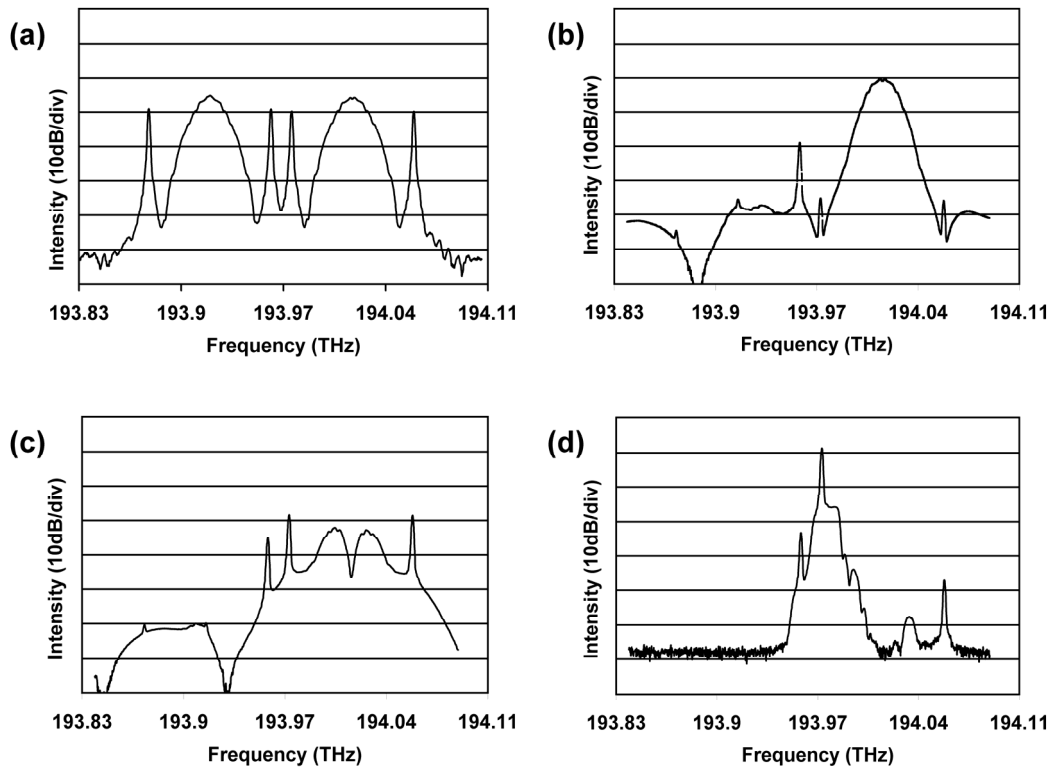 (a)
Intensity (10dB/div)
193.83 193.9 193.97 194.04 194.11
Frequency (THz)
(b)
Intensity (10dB/div)
193.83 193.9 193.97 194.04 194.11
Frequency (THz)
(c)
Intensity (10dB/div)
193.83 193.9 193.97 194.04 194.11
Frequency (THz)
(d)
Intensity (10dB/div)
193.83 193.9 193.97 194.04 194.11
Frequency (THz)